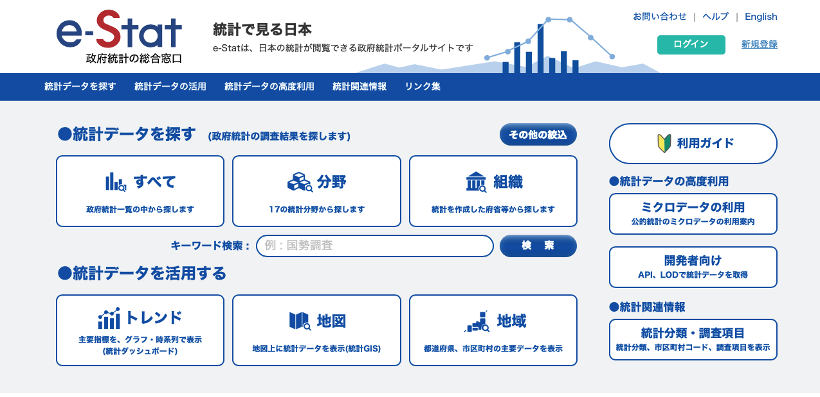 e-Stat
政府統計の総合窓口
統計で見る日本
e-Statは、日本の統計が閲覧できる政府統計ポータルサイトです
お問い合わせ | ヘルプ | English
ログイン
新規登録
統計データを探す 統計データの活用 統計データの高度利用 統計関連情報 リンク集
●統計データを探す (政府統計の調査結果を探します)
その他の絞込
すべて
政府統計一覧の中から探します
分野
17の統計分野から探します
組織
統計を作成した府省等から探します
キーワード検索：
例：国勢調査
検 索
●統計データを活用する
トレンド
主要指標を、グラフ・時系列で表示
(統計ダッシュボード)
地図
地図上に統計データを表示(統計GIS)
地域
都道府県、市区町村の主要データを表示
利用ガイド
●統計データの高度利用
ミクロデータの利用
公的統計のミクロデータの利用案内
開発者向け
API、LODで統計データを取得
●統計関連情報
統計分類・調査項目
統計分類、市区町村コード、調査項目を表示